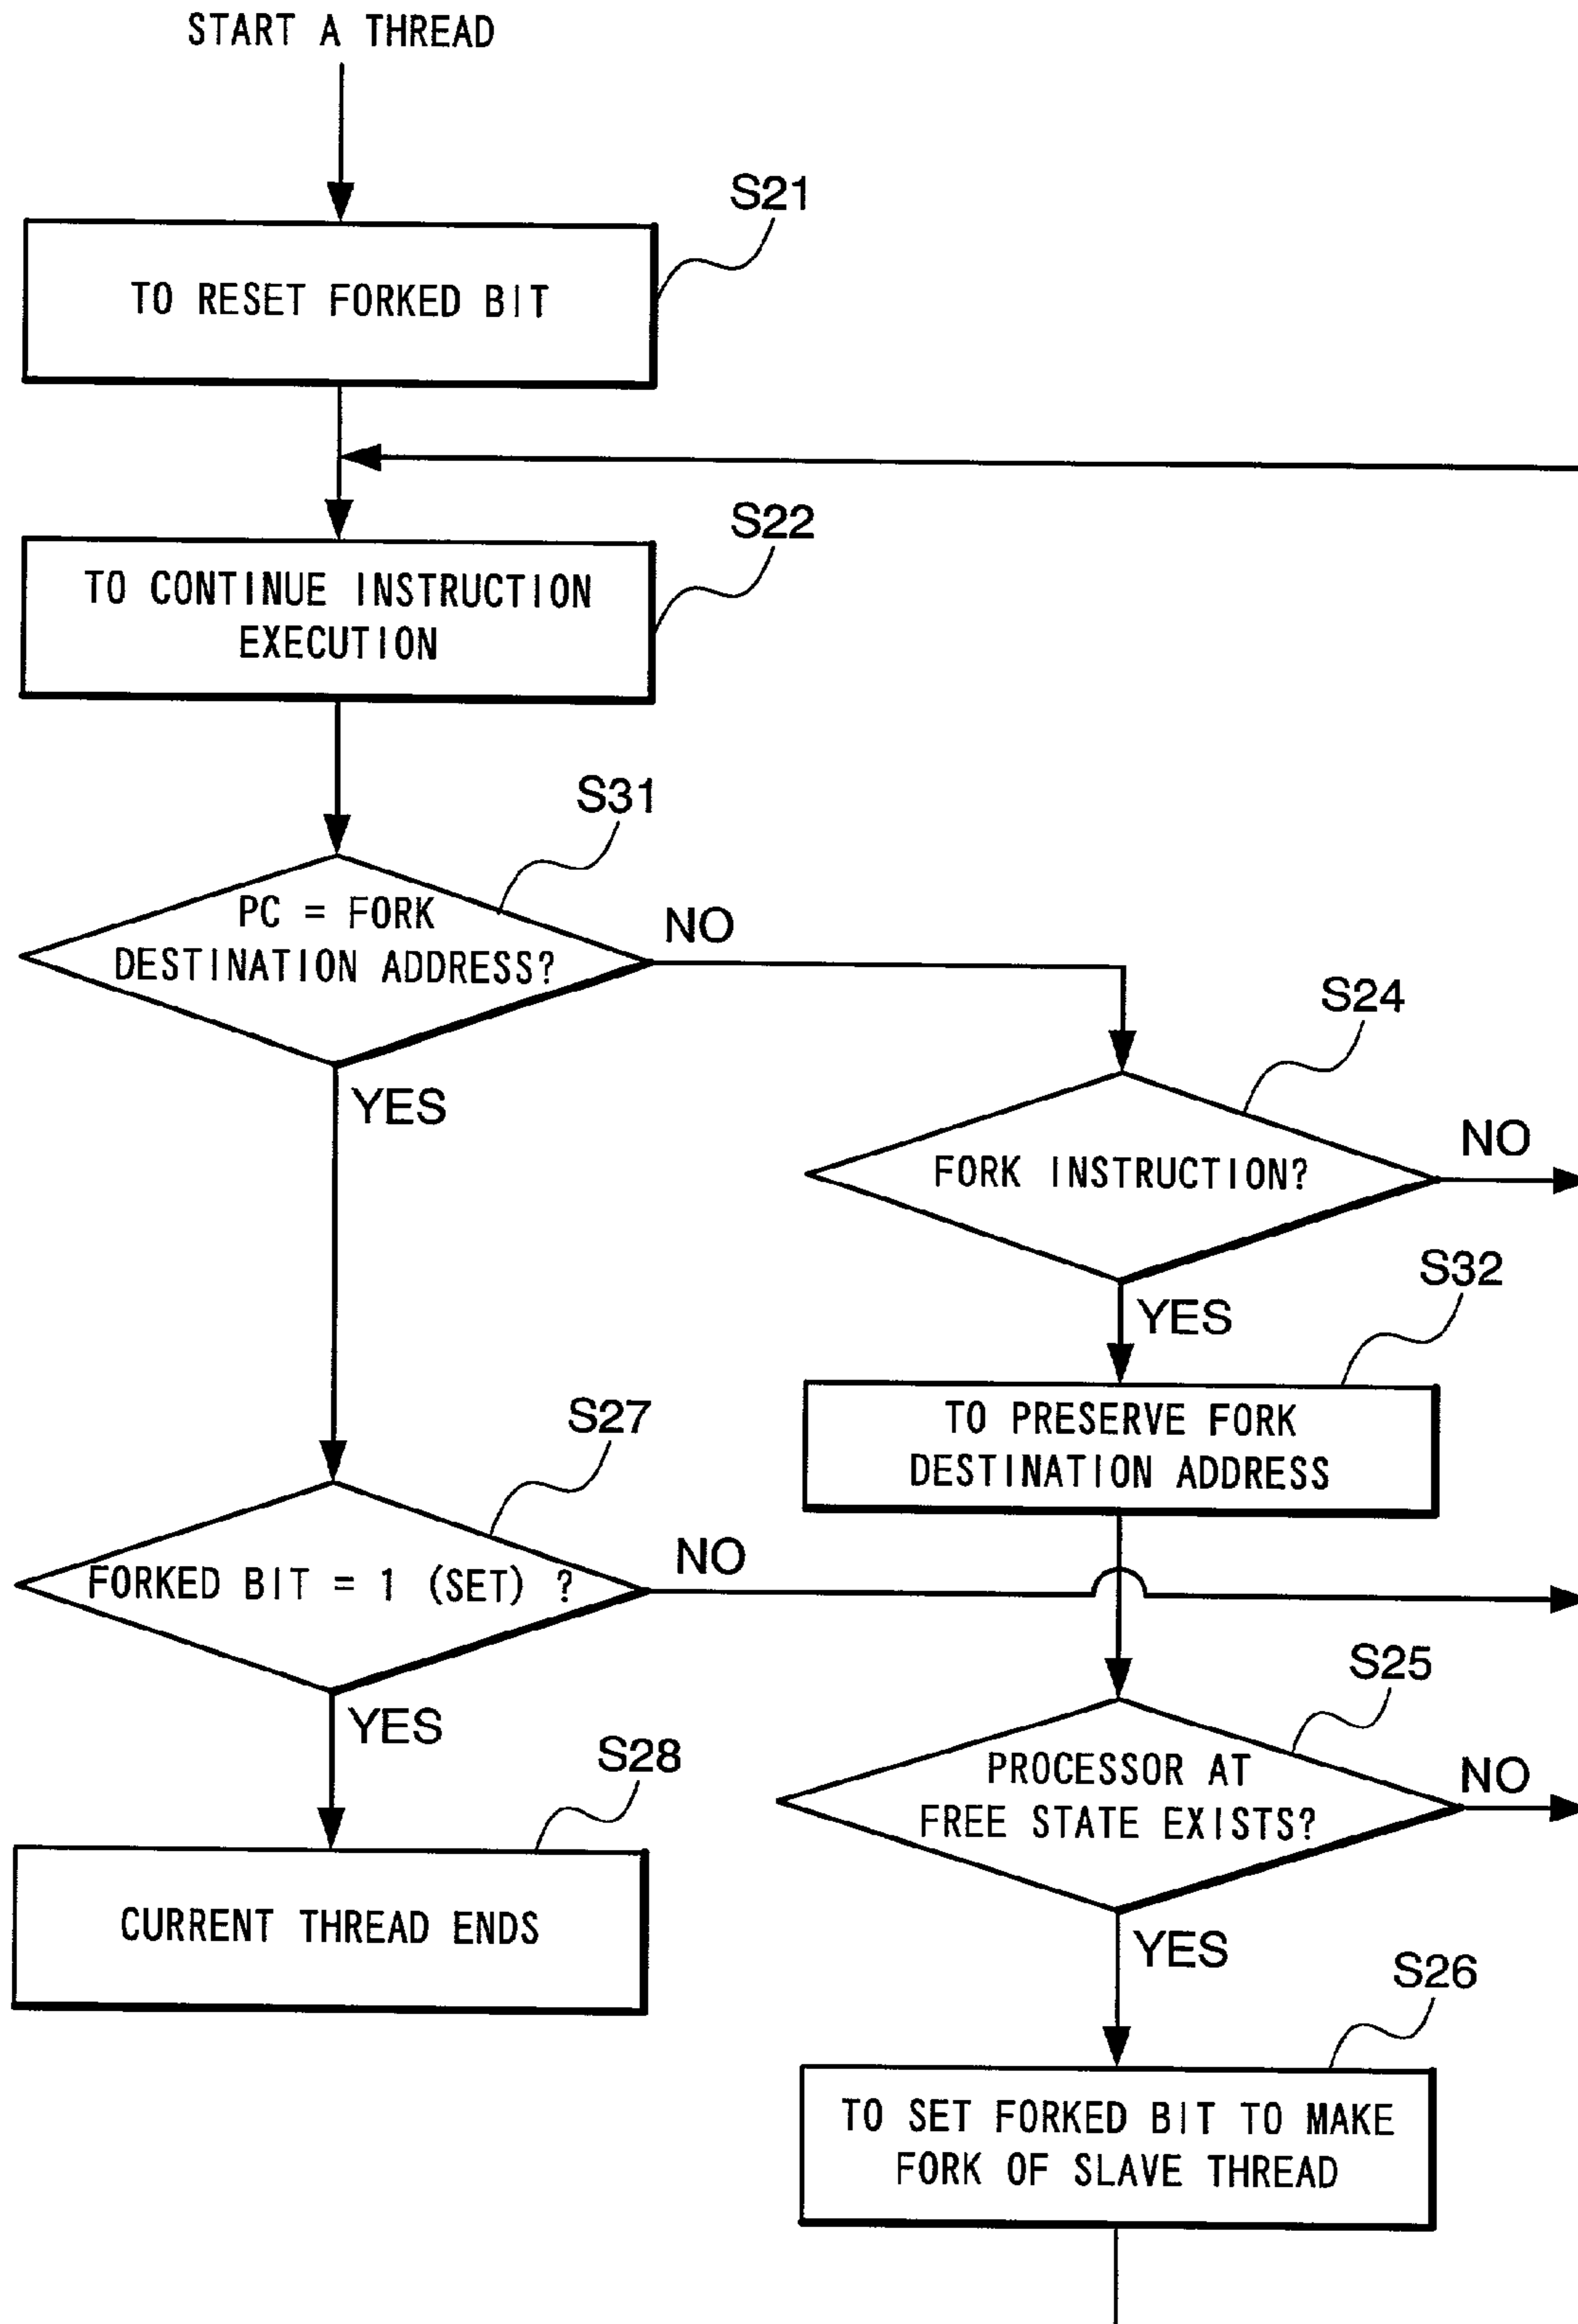 START A THREAD
S21
TO RESET FORKED BIT
S22
TO CONTINUE INSTRUCTION
EXECUTION
S31
PC = FORK
DESTINATION ADDRESS?
NO
YES
S24
FORK INSTRUCTION?
NO
YES
S32
TO PRESERVE FORK
DESTINATION ADDRESS
S27
FORKED BIT = 1 (SET) ?
NO
YES
S28
CURRENT THREAD ENDS
S25
PROCESSOR AT
FREE STATE EXISTS?
NO
YES
S26
TO SET FORKED BIT TO MAKE
FORK OF SLAVE THREAD